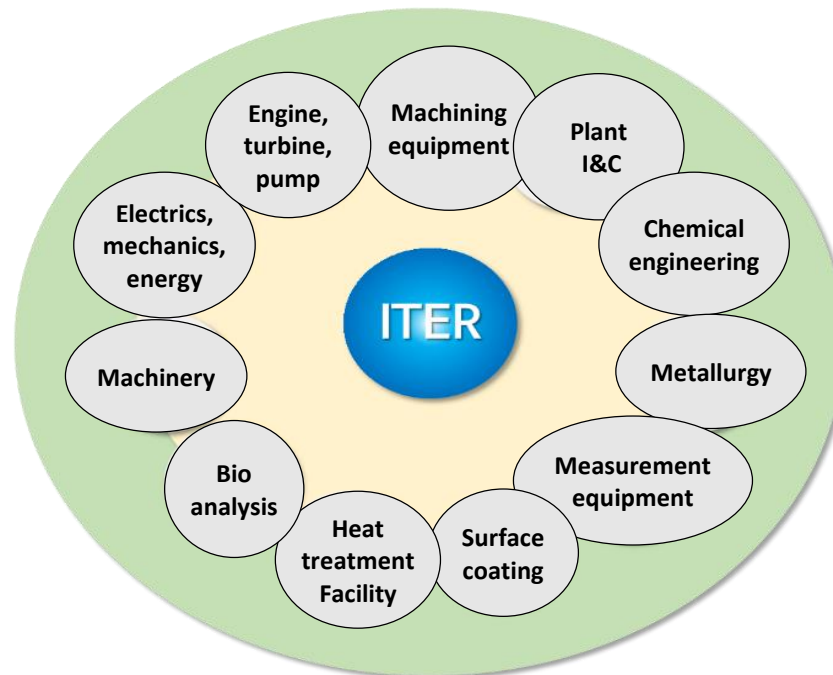 Engine,
turbine,
pump
Machining
equipment
Plant
I&C
Electrics,
mechanics,
energy
Chemical
engineering
ITER
Machinery
Metallurgy
Bio
analysis
Measurement
equipment
Heat
treatment
Facility
Surface
coating